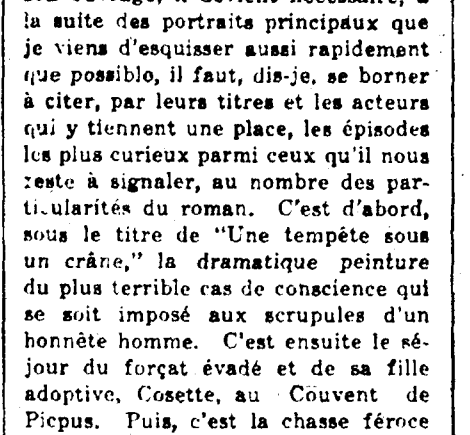 la suite des portraits principaux que
je viens d'esquisser aussi rapidement
que possible, il faut, dis-je, se borner
à citer, par leurs titres et les acteurs
qui y tiennent une place, les épisodes
les plus curieux parmi ceux qu'il nous
reste à signaler, au nombre des par-
ticularités du roman. C'est d'abord,
sous le titre de "Une tempête sous
un crâne," la dramatique peinture
du plus terrible cas de conscience qui
se soit imposé aux scrupules d'un
honnête homme. C'est ensuite le sé-
jour du forçat évadé et de sa fille
adoptive, Cosette, au Couvent de
Picpus. Puis, c'est la chasse féroce